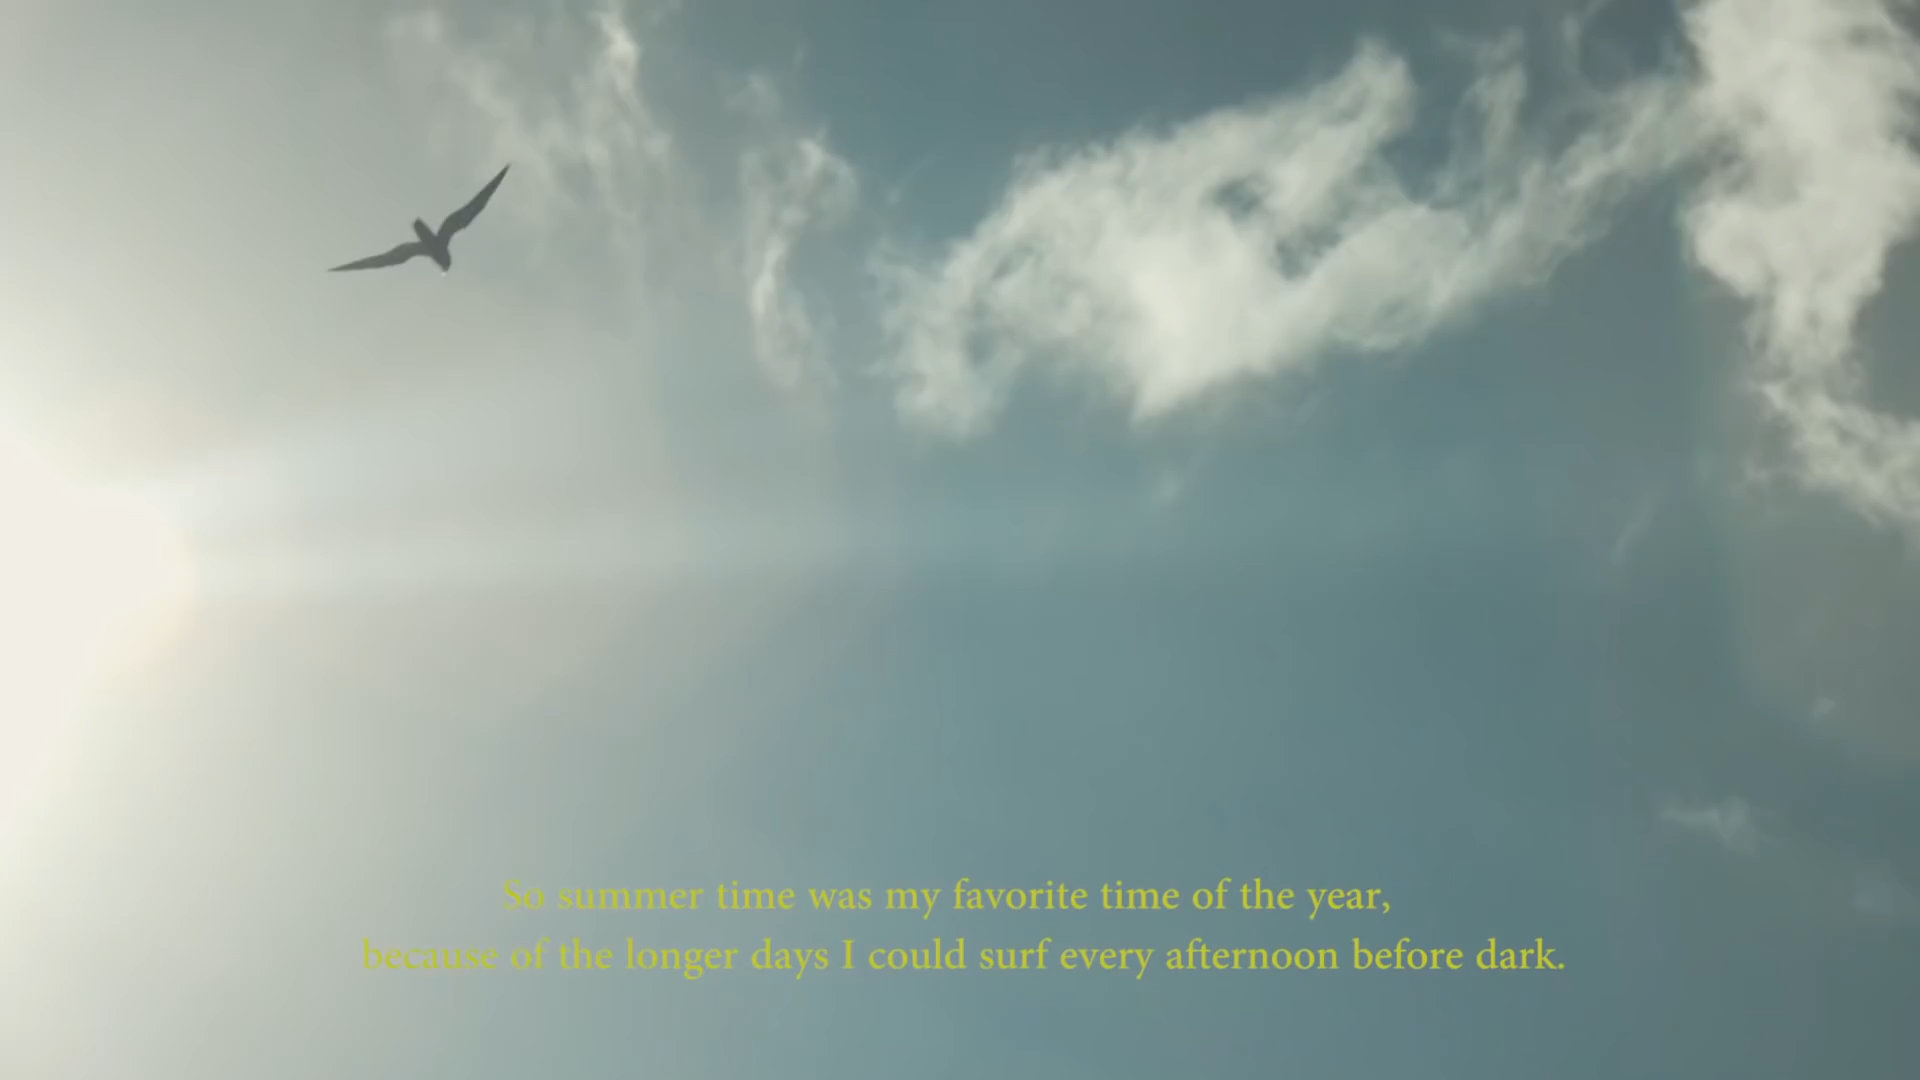 So summer time was my favorite time of the year,
because of the longer days I could surf every afternoon before dark.